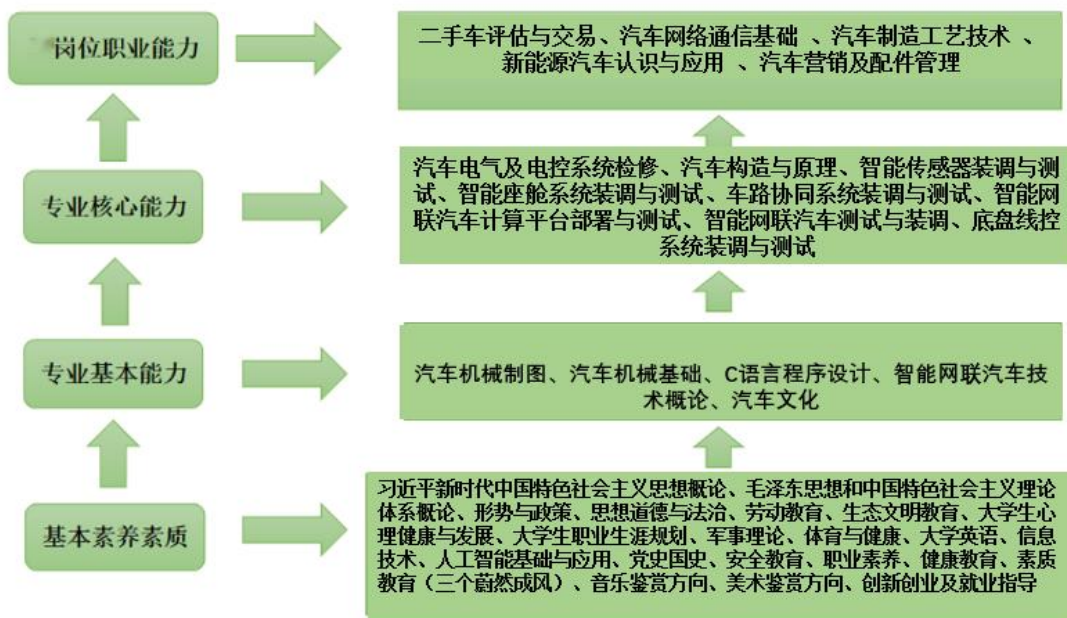 岗位职业能力
二手车评估与交易、汽车网络通信基础 、汽车制造工艺技术 、
新能源汽车认识与应用 、汽车营销及配件管理
专业核心能力
汽车电气及电控系统检修、汽车构造与原理、智能传感器装调与测
试、智能座舱系统装调与测试、车路协同系统装调与测试、智能网
联汽车计算平台部署与测试、智能网联汽车测试与装调、底盘线控
系统装调与测试
专业基本能力
汽车机械制图、汽车机械基础、C语言程序设计、智能网联汽车技
术概论、汽车文化
基本素养素质
习近平新时代中国特色社会主义思想概论、毛泽东思想和中国特色社会主义理论
体系概论、形势与政策、思想道德与法治、劳动教育、生态文明教育、大学生心
理健康与发展、大学生职业生涯规划、军事理论、体育与健康、大学英语、信息
技术、人工智能基础与应用、党史国史、安全教育、职业素养、健康教育、素质
教育（三个蔚然成风）、音乐鉴赏方向、美术鉴赏方向、创新创业及就业指导